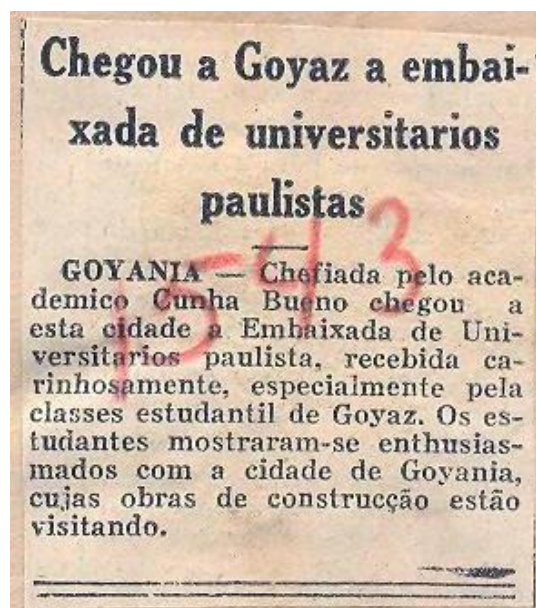 Chegou a Goyaz a embai-
xada de universitarios
paulistas
1543
GOYANIA — Chefiada pelo aca-
demico Cunha Bueno chegou a
esta cidade a Embaixada de Uni-
versitarios paulista, recebida ca-
rinhosamente, especialmente pela
classes estudantil de Goyaz. Os es-
tudantes mostraram-se enthusias-
mados com a cidade de Goyania,
cujas obras de construcção estão
visitando.